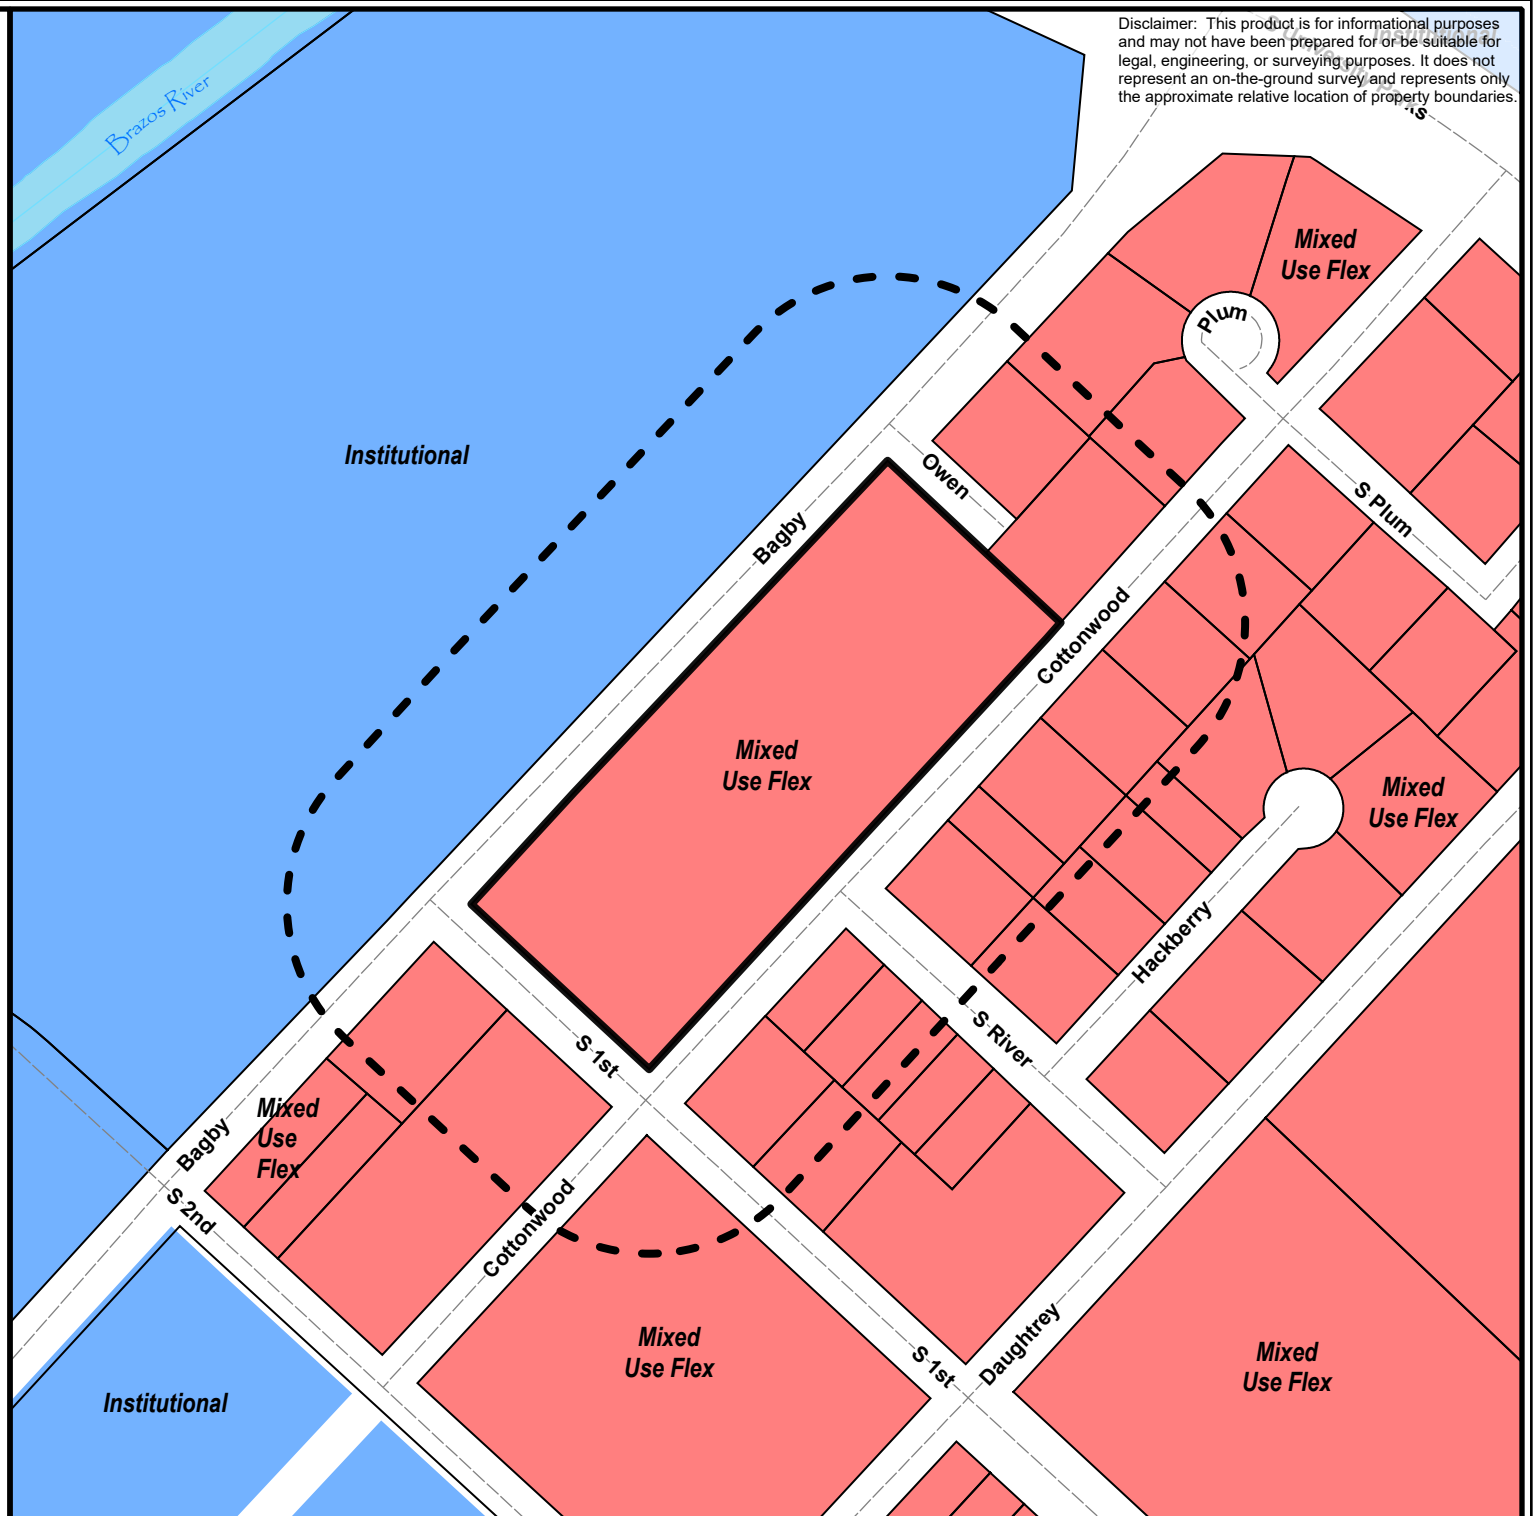 Disclaimer: This product is for informational purposes
and may not have been prepared for or be suitable for
legal, engineering, or surveying purposes. It does not
represent an on-the-ground survey and represents only
the approximate relative location of property boundaries.
Institutional
S University Parks
Brazos River
Mixed
Use Flex
Plum
Institutional
Owen
S Plum
Bagby
Cottonwood
Mixed
Use Flex
Mixed
Use Flex
Hackberry
S River
S 1st
Mixed
Use
Flex
Bagby
S 2nd
Cottonwood
Mixed
Use Flex
S 1st
Daughtrey
Mixed
Use Flex
Institutional